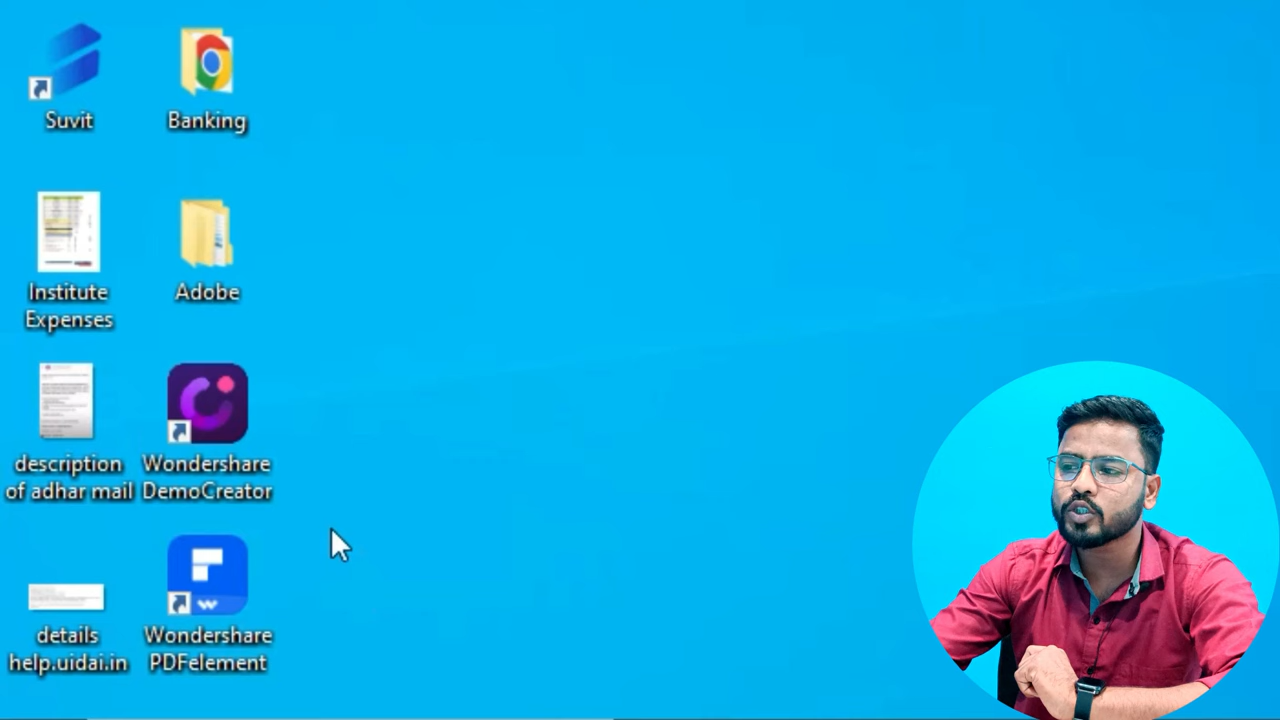 Suvit
Banking
Institute
Expenses
Adobe
description
of adhar mail
Wondershare
DemoCreator
details
help.uidai.in
Wondershare
PDFelement